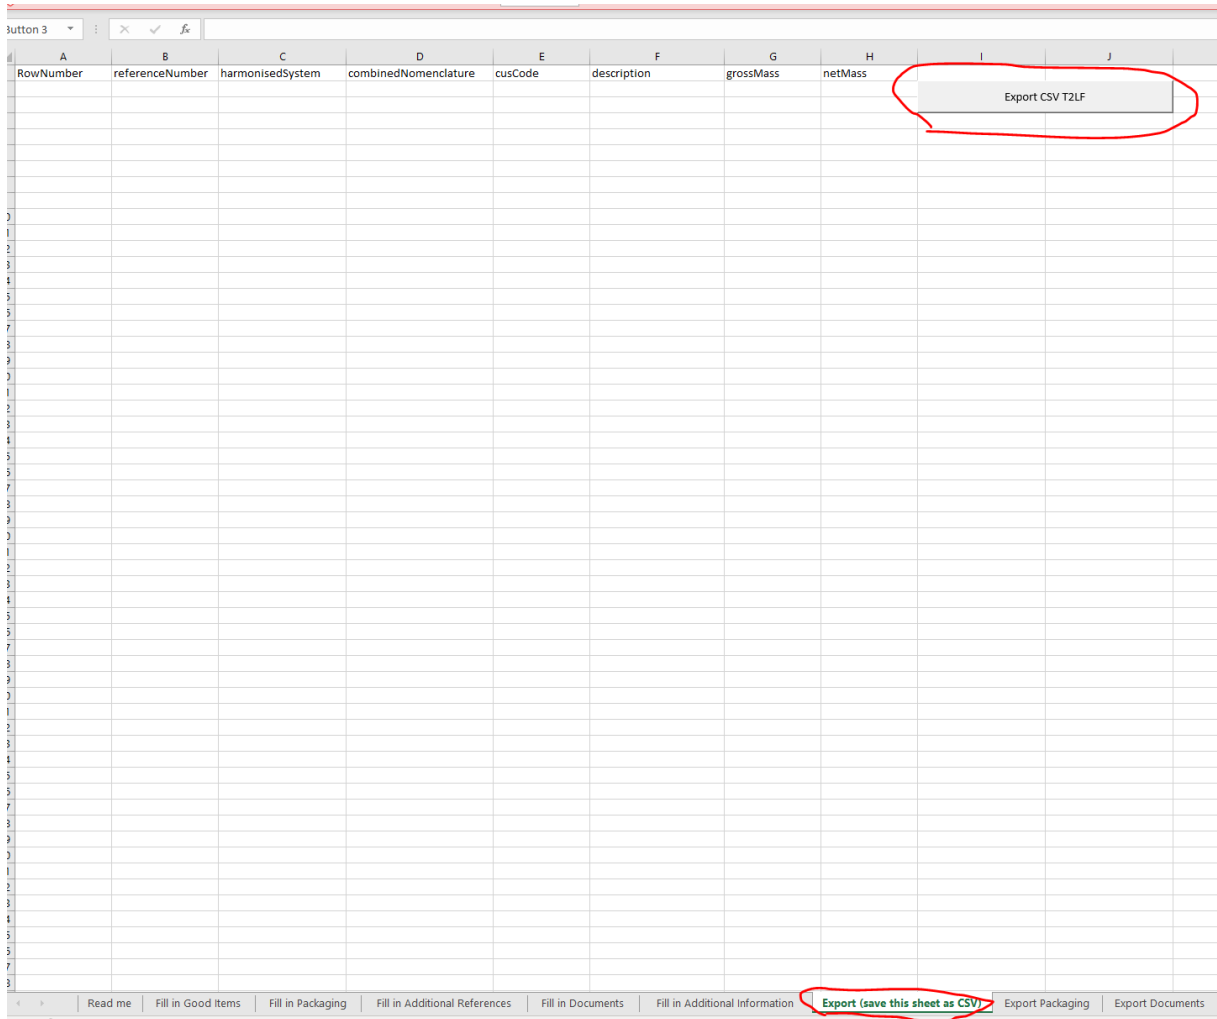 Button 3
fx
A B C D E F G H I J
RowNumber referenceNumber harmonisedSystem combinedNomenclature cusCode description grossMass netMass
Export CSV T2LF
Read me Fill in Good Items Fill in Packaging Fill in Additional References Fill in Documents Fill in Additional Information Export (save this sheet as CSV) Export Packaging Export Documents